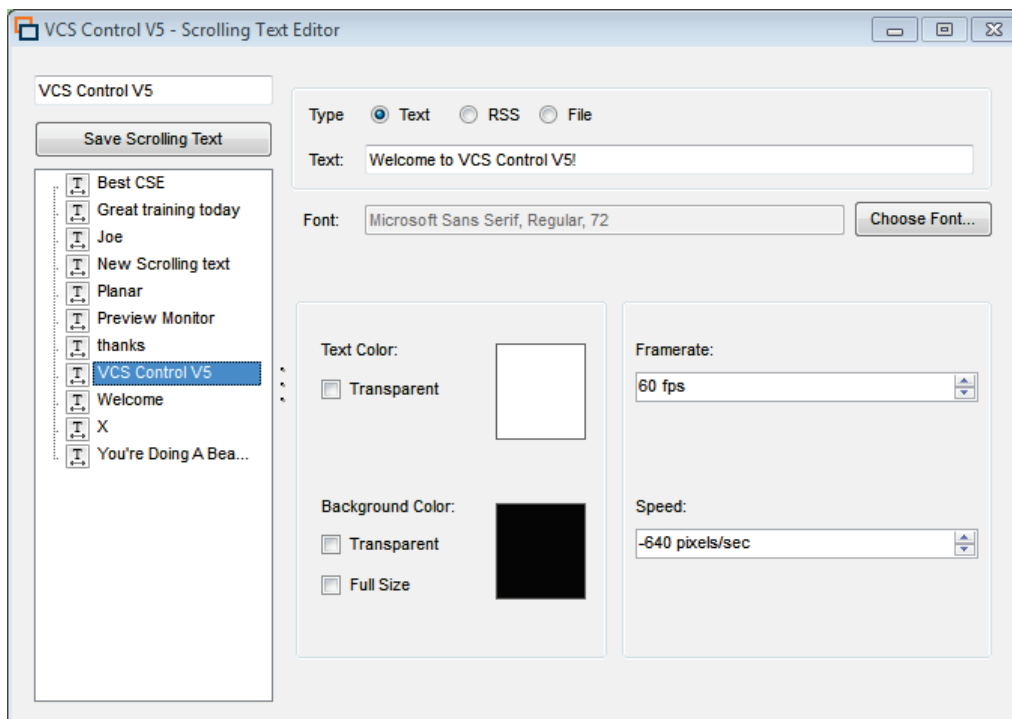 VCS Control V5 - Scrolling Text Editor
VCS Control V5
Save Scrolling Text
Best CSE
Great training today
Joe
New Scrolling text
Planar
Preview Monitor
thanks
VCS Control V5
Welcome
X
You're Doing A Bea...
Type Text RSS File
Text: Welcome to VCS Control V5!
Font: Microsoft Sans Serif, Regular, 72 Choose Font...
Text Color:
Transparent
Background Color:
Transparent
Full Size
Framerate:
60 fps
Speed:
-640 pixels/sec